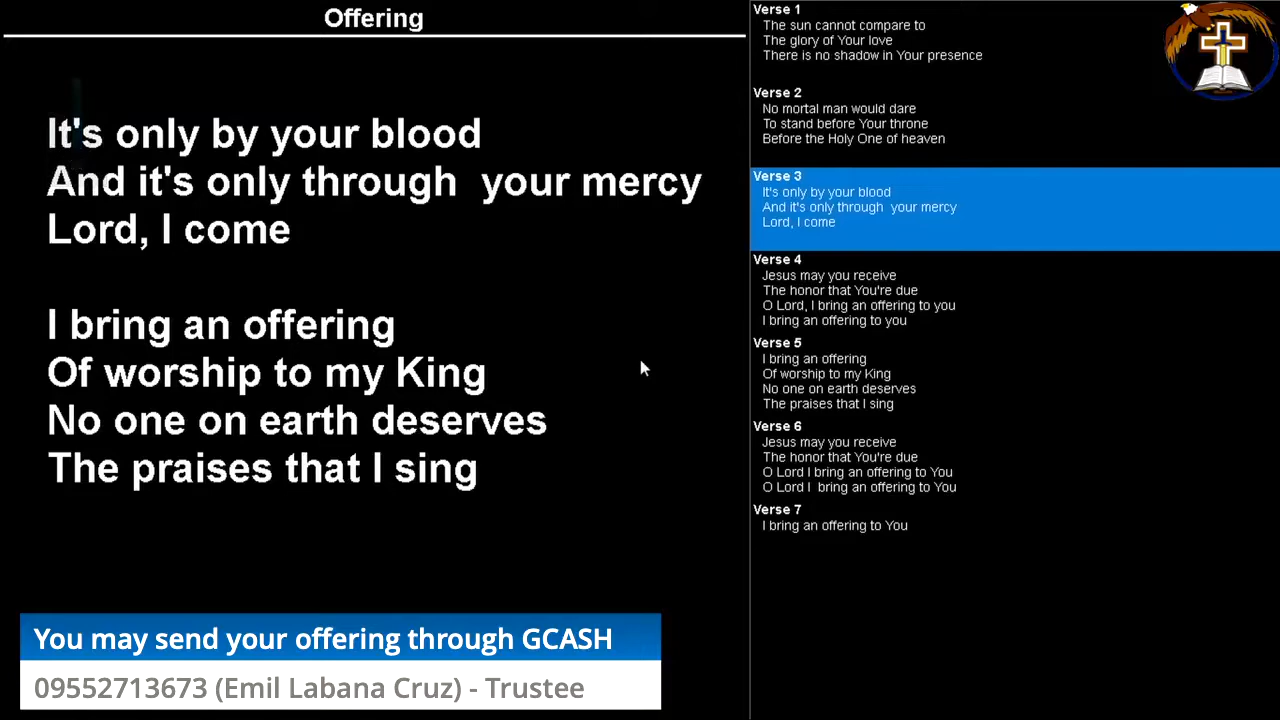 Offering
It's only by your blood
And it's only through  your mercy
Lord, I come
I bring an offering
Of worship to my King
No one on earth deserves
The praises that I sing
You may send your offering through GCASH
09552713673 (Emil Labana Cruz) - Trustee
Verse 1
The sun cannot compare to
The glory of Your love
There is no shadow in Your presence
Verse 2
No mortal man would dare
To stand before Your throne
Before the Holy One of heaven
Verse 3
It's only by your blood
And it's only through  your mercy
Lord, I come
Verse 4
Jesus may you receive
The honor that You're due
O Lord, I bring an offering to you
I bring an offering to you
Verse 5
I bring an offering
Of worship to my King
No one on earth deserves
The praises that I sing
Verse 6
Jesus may you receive
The honor that You're due
O Lord I bring an offering to You
O Lord I  bring an offering to You
Verse 7
I bring an offering to You